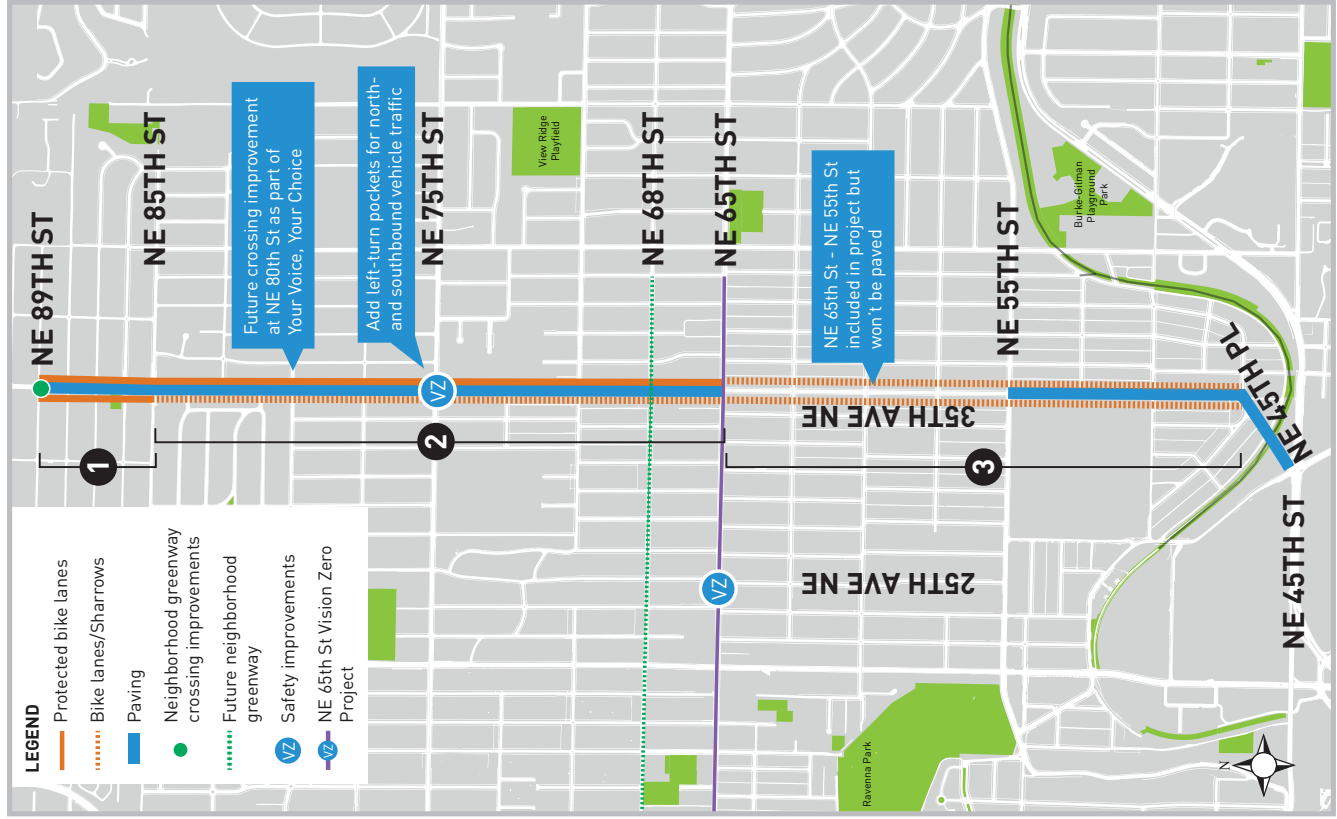 NE 89TH ST
NE 85TH ST
Future crossing improvement
at NE 80th St as part of
Your Voice, Your Choice
Add left-turn pockets for north-
and southbound vehicle traffic
NE 75TH ST
View Ridge
Playfield
NE 68TH ST
NE 65TH ST
NE 65th St - NE 55th St
included in project but
won't be paved
NE 55TH ST
Burke-Gilman
Playground
Park
NE 45TH PL
NE 45TH ST
35TH AVE NE
25TH AVE NE
Ravenna Park
1
2
3
VZ
VZ
LEGEND
Protected bike lanes
Bike lanes/Sharrows
Paving
Neighborhood greenway
crossing improvements
Future neighborhood
greenway
VZ Safety improvements
VZ NE 65th St Vision Zero
Project
N